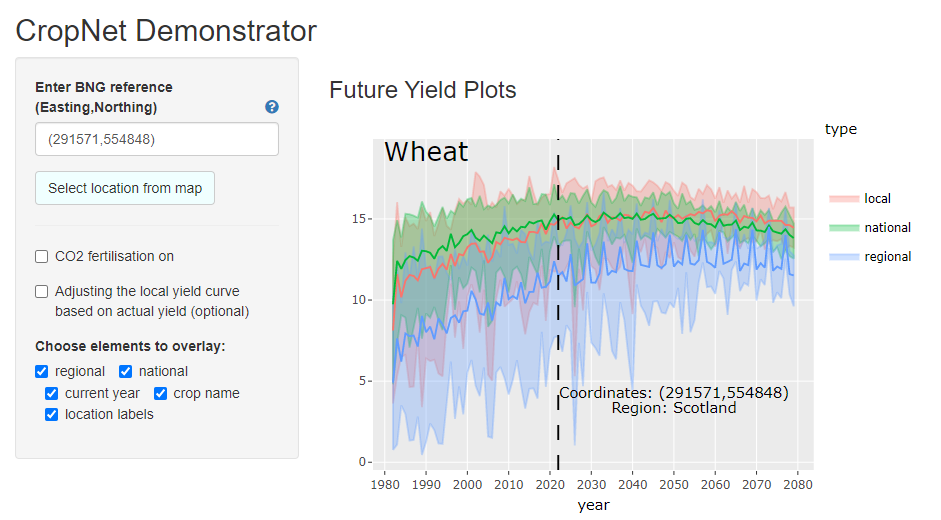 CropNet Demonstrator
Enter BNG reference
(Easting,Northing)
?
(291571,554848)
Select location from map
CO2 fertilisation on
Adjusting the local yield curve
based on actual yield (optional)
Choose elements to overlay:
regional national
current year crop name
location labels
Future Yield Plots
Wheat
15
10
5
0
Coordinates: (291571,554848)
Region: Scotland
1980 1990 2000 2010 2020 2030 2040 2050 2060 2070 2080
year
type
local
national
regional